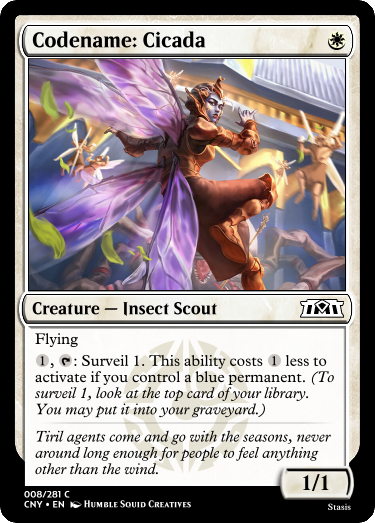 Codename: Cicada
Creature — Insect Scout
Flying
1, T: Surveil 1. This ability costs 1 less to
activate if you control a blue permanent. (To
surveil 1, look at the top card of your library.
You may put it into your graveyard.)
Tiril agents come and go with the seasons, never
around long enough for people to feel anything
other than the wind.
1/1
008/281 C
CNY • EN Humble Squid Creatives
Stasis